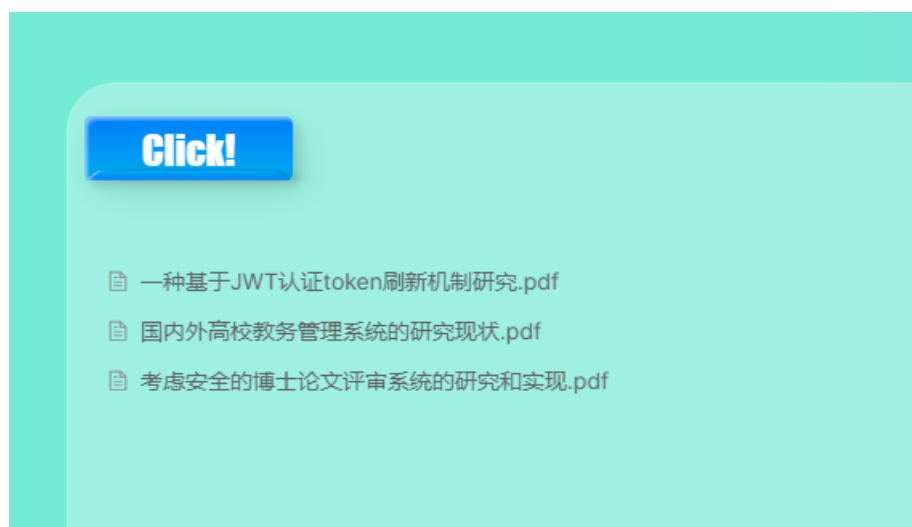 Click!
一种基于JWT认证token刷新机制研究.pdf
国内外高校教务管理系统的研究现状.pdf
考虑安全的博士论文评审系统的研究和实现.pdf